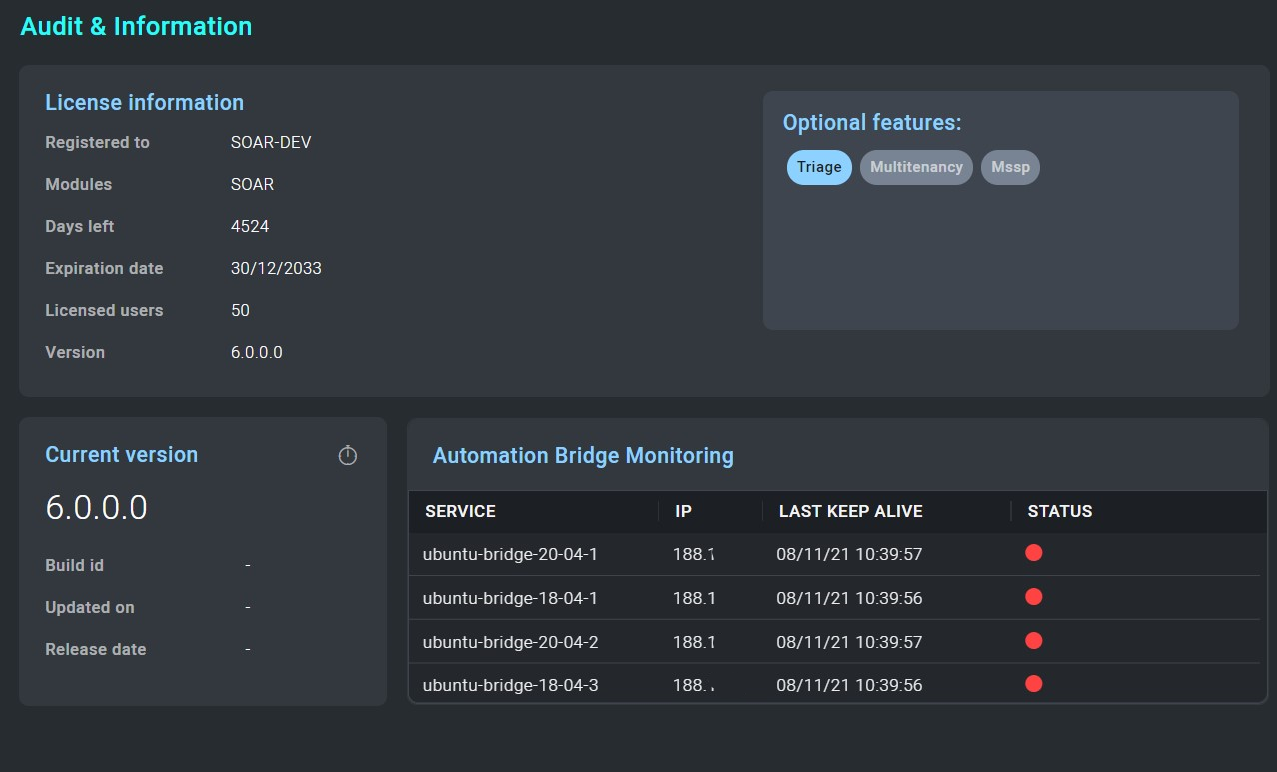 Audit & Information
License information
Registered to SOAR-DEV
Modules SOAR
Days left 4524
Expiration date 30/12/2033
Licensed users 50
Version 6.0.0.0
Optional features:
Triage Multitenancy Mssp
Current version
6.0.0.0
Build id -
Updated on -
Release date -
Automation Bridge Monitoring
SERVICE IP LAST KEEP ALIVE STATUS
ubuntu-bridge-20-04-1 188.1 08/11/21 10:39:57
ubuntu-bridge-18-04-1 188.1 08/11/21 10:39:56
ubuntu-bridge-20-04-2 188.1 08/11/21 10:39:57
ubuntu-bridge-18-04-3 188. 08/11/21 10:39:56